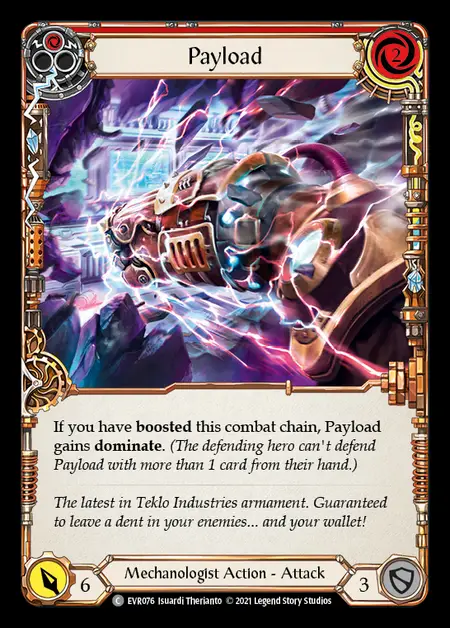 Payload
2
If you have boosted this combat chain, Payload
gains dominate. (The defending hero can't defend
Payload with more than 1 card from their hand.)
The latest in Teklo Industries armament. Guaranteed
to leave a dent in your enemies... and your wallet!
6
Mechanologist Action - Attack
3
C EVR076 Isuardi Therianto © 2021 Legend Story Studios